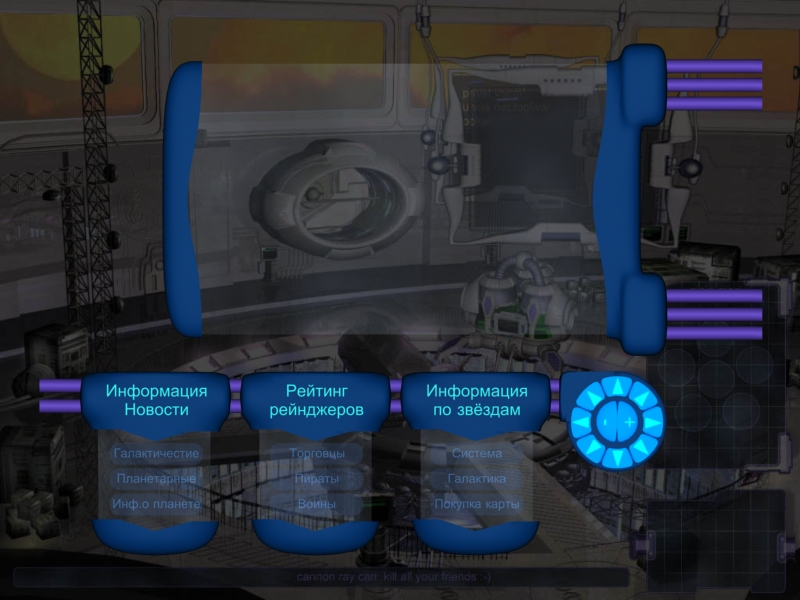 Информация
Новости
Галактичестие
Планетарные
Инф.о планете
Рейтинг
рейнджеров
Торговцы
Пираты
Воины
Информация
по звёздам
Система
Галактика
Покупка карты
cannon ray carr: kill all your friends :-)